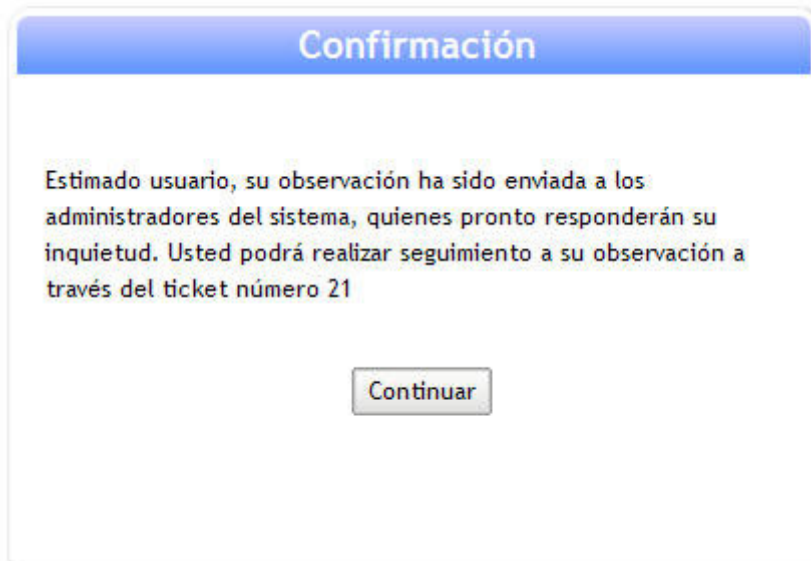 Confirmación
Estimado usuario, su observación ha sido enviada a los
administradores del sistema, quienes pronto responderán su
inquietud. Usted podrá realizar seguimiento a su observación a
través del ticket número 21
Continuar